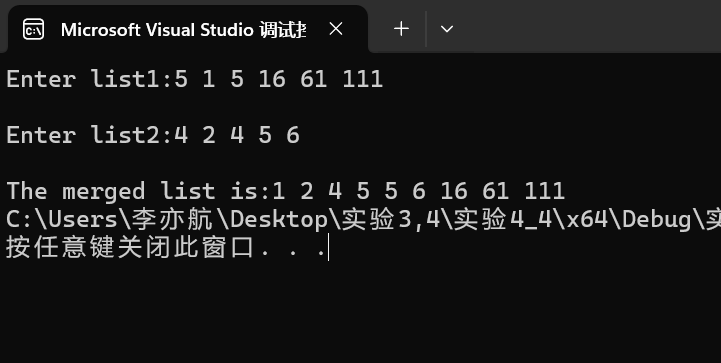 Microsoft Visual Studio 调试
Enter list1:5 1 5 16 61 111
Enter list2:4 2 4 5 6
The merged list is:1 2 4 5 5 6 16 61 111
C:\Users\李亦航\Desktop\实验3,4\实验4_4\x64\Debug\实
按任意键关闭此窗口. . .